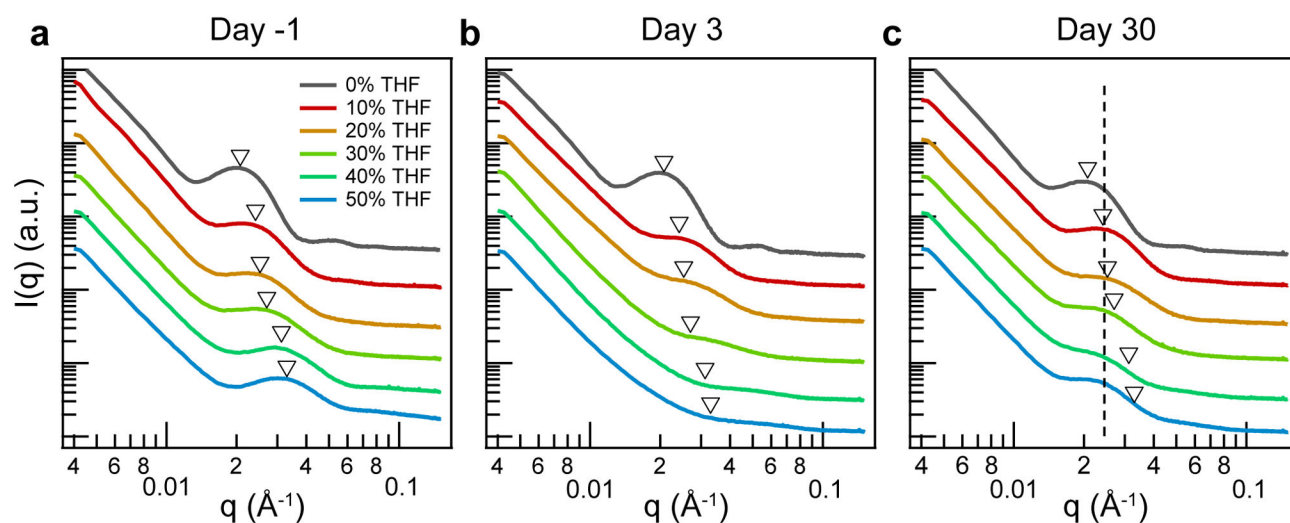 a Day -1 b Day 3 c Day 30
0% THF
10% THF
20% THF
30% THF
40% THF
50% THF
I(q) (a.u.)
4 6 8 2 4 6 8 4 6 8 2 4 6 8 4 6 8 2 4 6 8
0.01 0.1 0.01 0.1 0.01 0.1
q (Å-1) q (Å-1) q (Å-1)